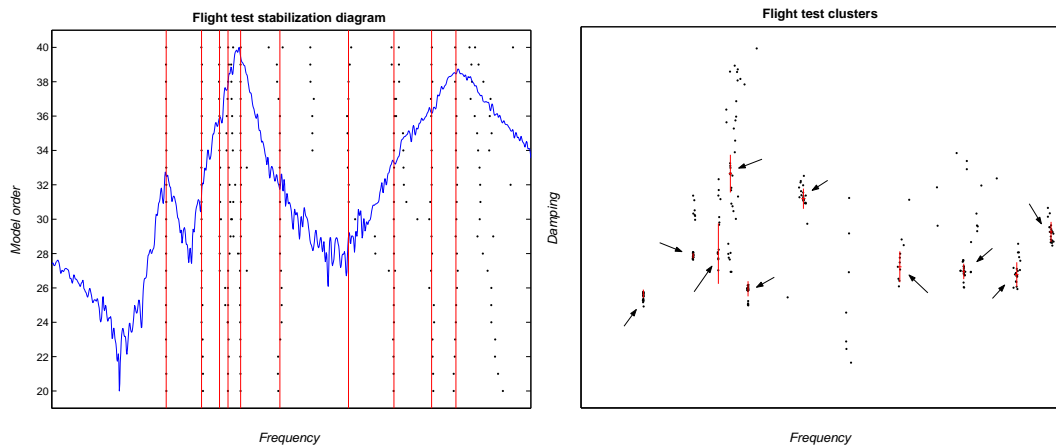 Flight test stabilization diagram
Model order
40
38
36
34
32
30
28
26
24
22
20
Frequency
Flight test clusters
Damping
Frequency